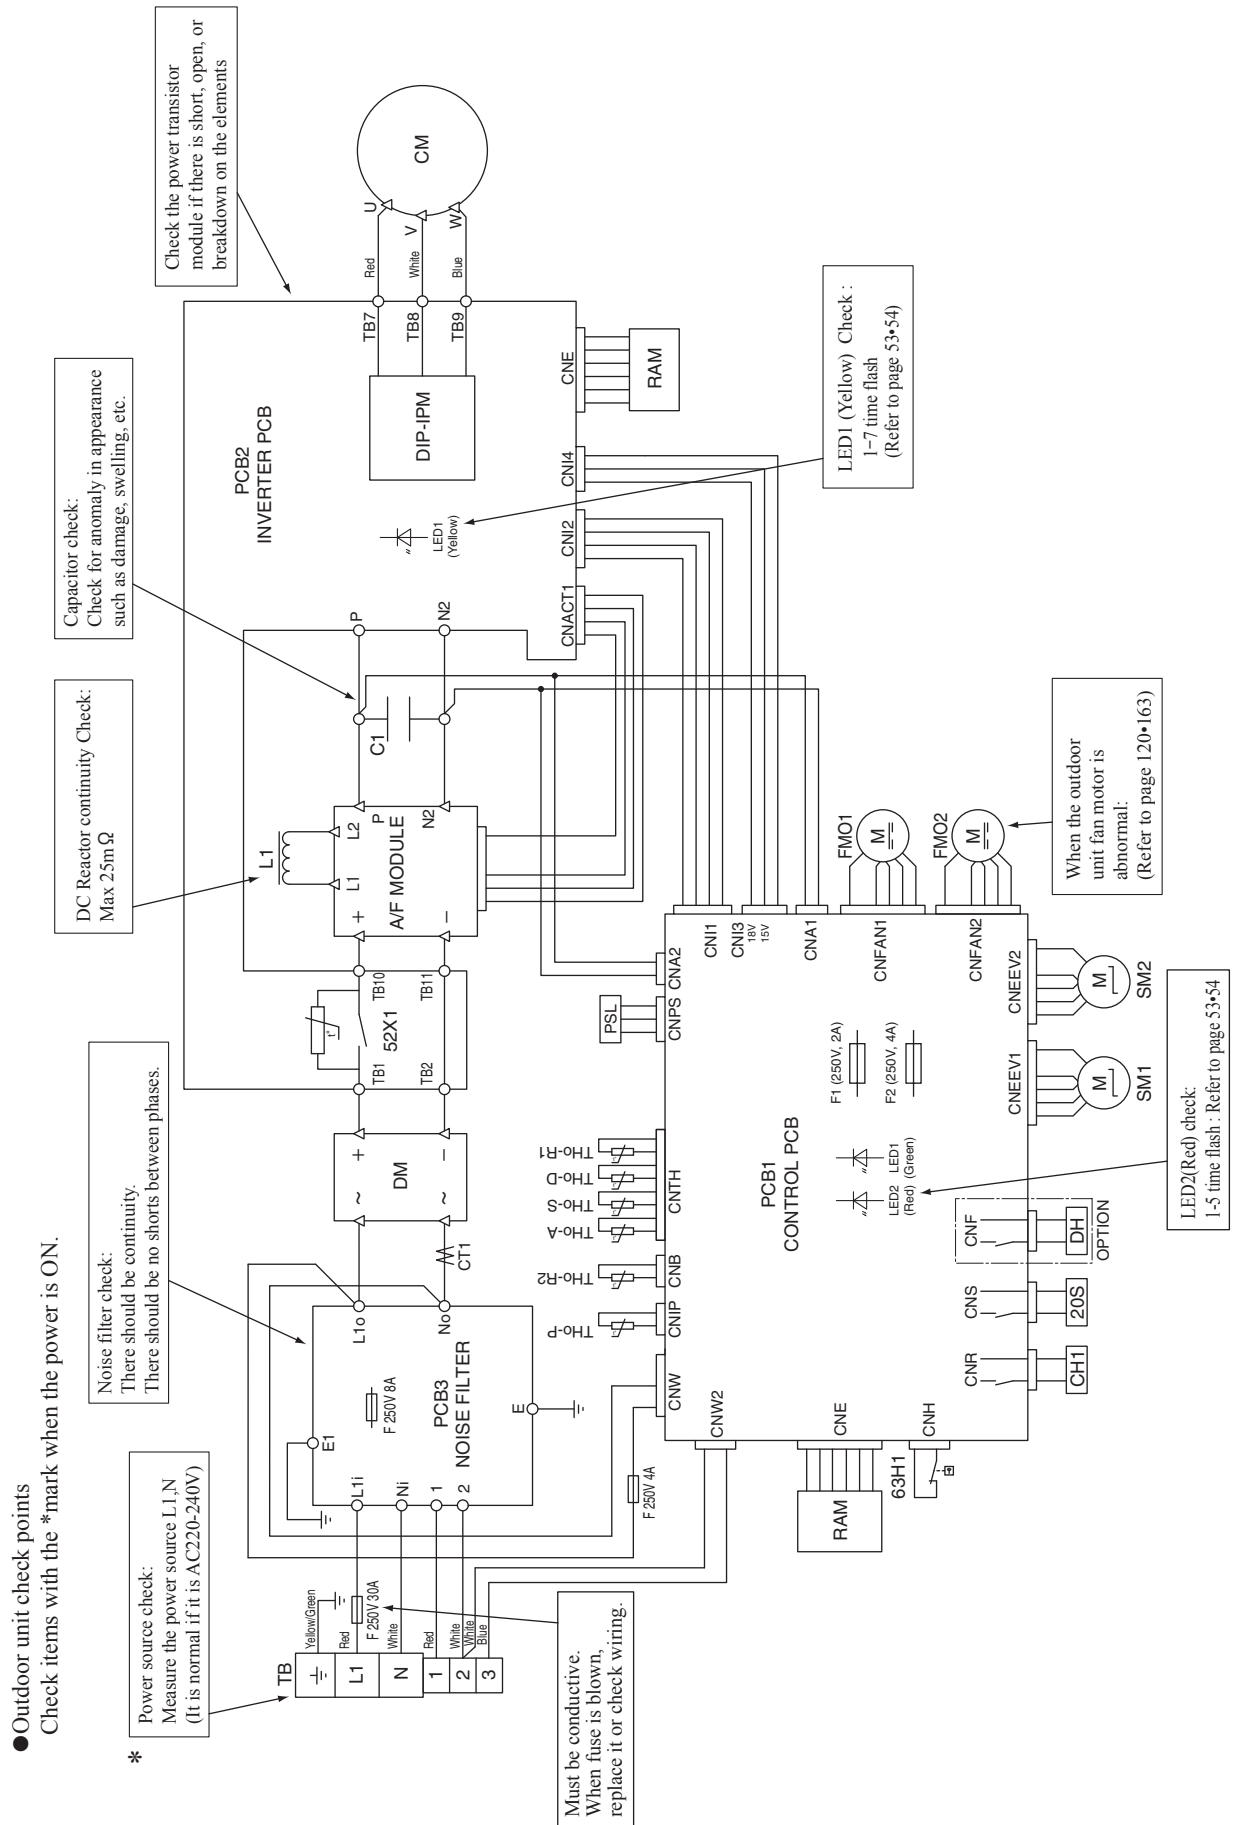 ●Outdoor unit check points
Check items with the *mark when the power is ON.
*
Power source check:
Measure the power source L1,N
(It is normal if it is AC220-240V)
Noise filter check:
There should be continuity.
There should be no shorts between phases.
DC Reactor continuity Check:
Max 25mΩ
Capacitor check:
Check for anomaly in appearance
such as damage, swelling, etc.
Check the power transistor
module if there is short, open, or
breakdown on the elements
TB
L1
N
1
2
3
Yellow/Green
Red
F 250V 30A
White
Red
White
White
Blue
Must be conductive.
When fuse is blown,
replace it or check wiring.
E1
L1i
Ni
1
2
F 250V 8A
PCB3
NOISE FILTER
L1o
No
E
F 250V 4A
CT1
~
~
DM
+
−
TB1
TB2
t°
52X1
TB10
TB11
L1
L1
L2
+
−
P
N2
A/F MODULE
C1
P
N2
PCB2
INVERTER PCB
LED1
(Yellow)
DIP-IPM
TB7
TB8
TB9
Red
White
Blue
U
V
W
CM
CNACT1
CNI2
CNI4
CNE
RAM
LED1 (Yellow) Check :
1−7 time flash
(Refer to page 53•54)
THo-P
THo-R2
THo-A
THo-S
THo-D
THo-R1
PSL
CNW2
CNW
CNIP
CNB
CNTH
CNPS
CNA2
CNI1
CNI3
18V
15V
CNA1
CNFAN1
CNFAN2
FMO1
M
FMO2
M
When the outdoor
unit fan motor is
abnormal:
(Refer to page 120•163)
PCB1
CONTROL PCB
F1 (250V, 2A)
F2 (250V, 4A)
LED2
(Red)
LED1
(Green)
CNE
RAM
CNH
63H1
CNR
CH1
CNS
20S
CNF
DH
OPTION
CNEEV1
M
SM1
CNEEV2
M
SM2
LED2(Red) check:
1-5 time flash : Refer to page 53•54